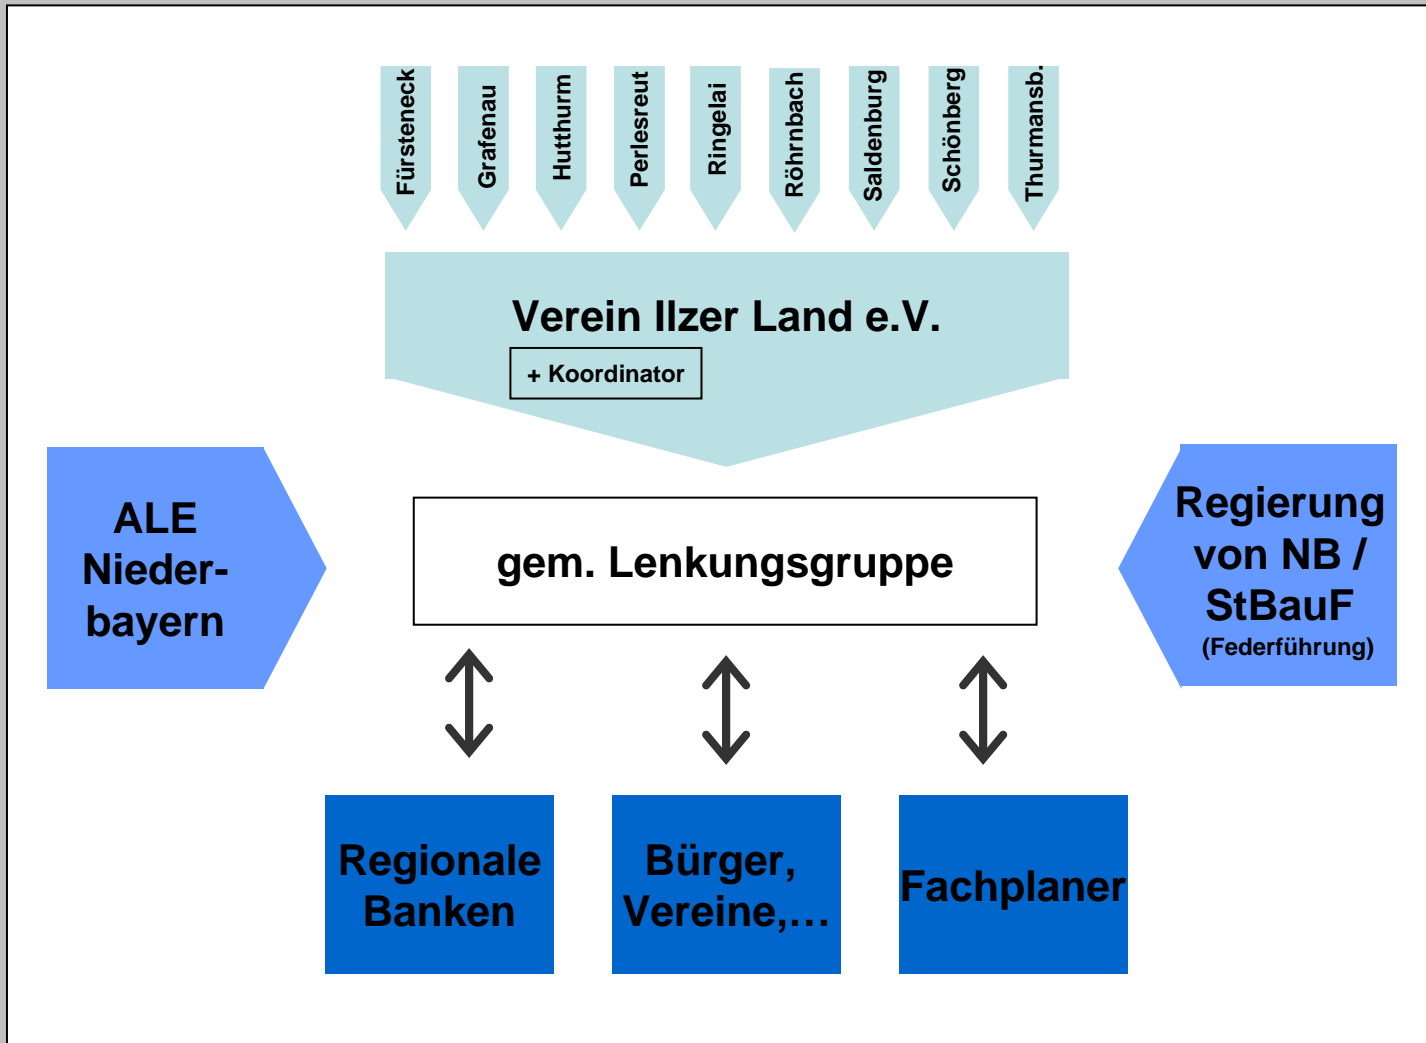 Fürsteneck
Grafenau
Hutthurm
Perlesreut
Ringelai
Röhrnbach
Saldenburg
Schönberg
Thurmansb.
Verein Ilzer Land e.V.
+ Koordinator
ALE
Nieder-
bayern
gem. Lenkungsgruppe
Regierung
von NB /
StBauF
(Federführung)
Regionale
Banken
Bürger,
Vereine,...
Fachplaner